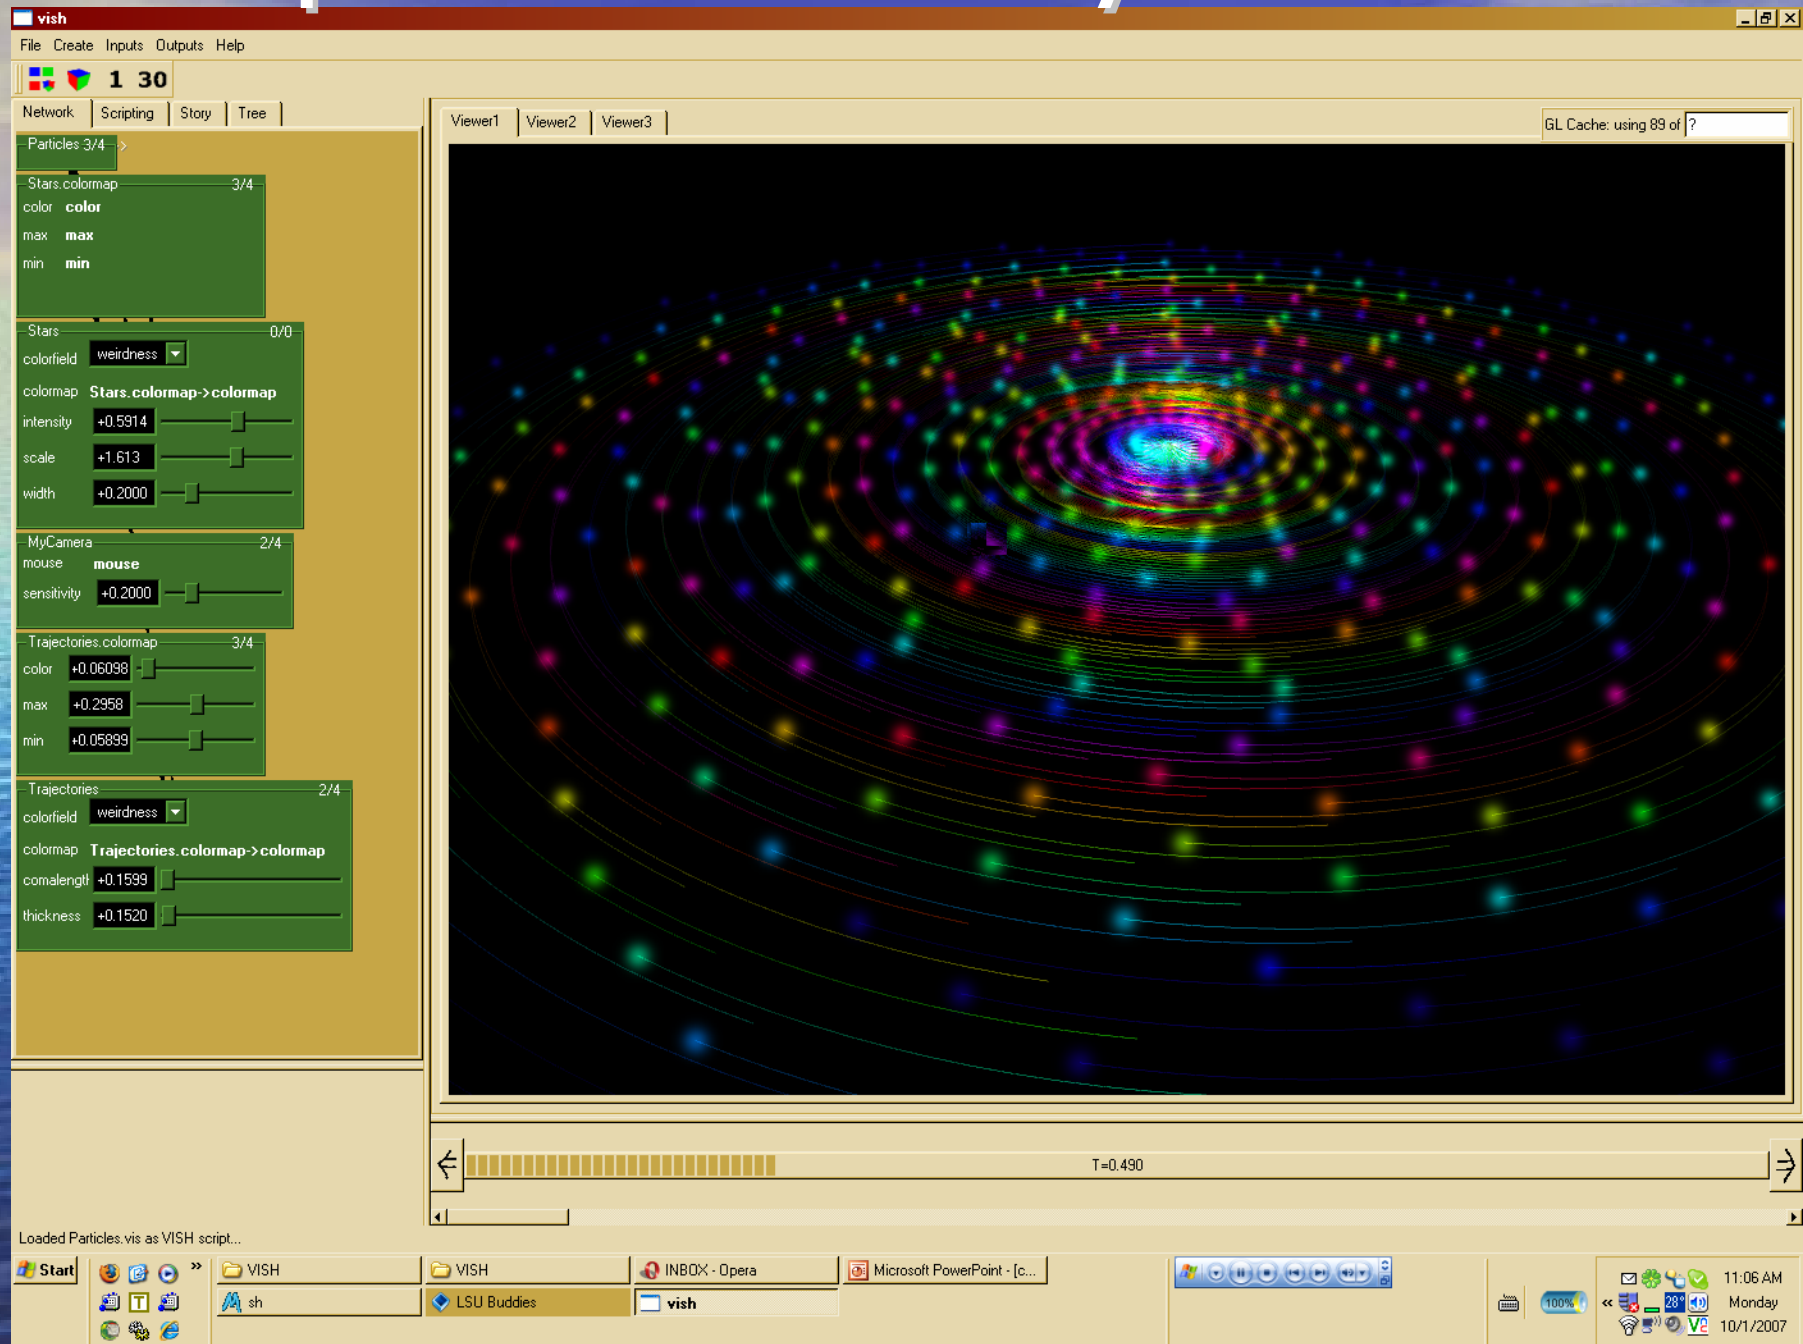 vish
File Create Inputs Outputs Help
1 30
Network Scripting Story Tree
Viewer1 Viewer2 Viewer3
GL Cache: using 89 of ?
Particles 3/4 ->
Stars.colormap 3/4
color color
max max
min min
Stars 0/0
colorfield weirdness
colormap Stars.colormap->colormap
intensity +0.5914
scale +1.613
width +0.2000
MyCamera 2/4
mouse mouse
sensitivity +0.2000
Trajectories.colormap 3/4
color +0.06098
max +0.2958
min +0.05899
Trajectories 2/4
colorfield weirdness
colormap Trajectories.colormap->colormap
comalengt +0.1599
thickness +0.1520
T=0.490
Loaded Particles.vis as VISH script...
Start » VISH VISH INBOX - Opera Microsoft PowerPoint - [c...
sh LSU Buddies vish
100% « 28°
11:06 AM
Monday
10/1/2007